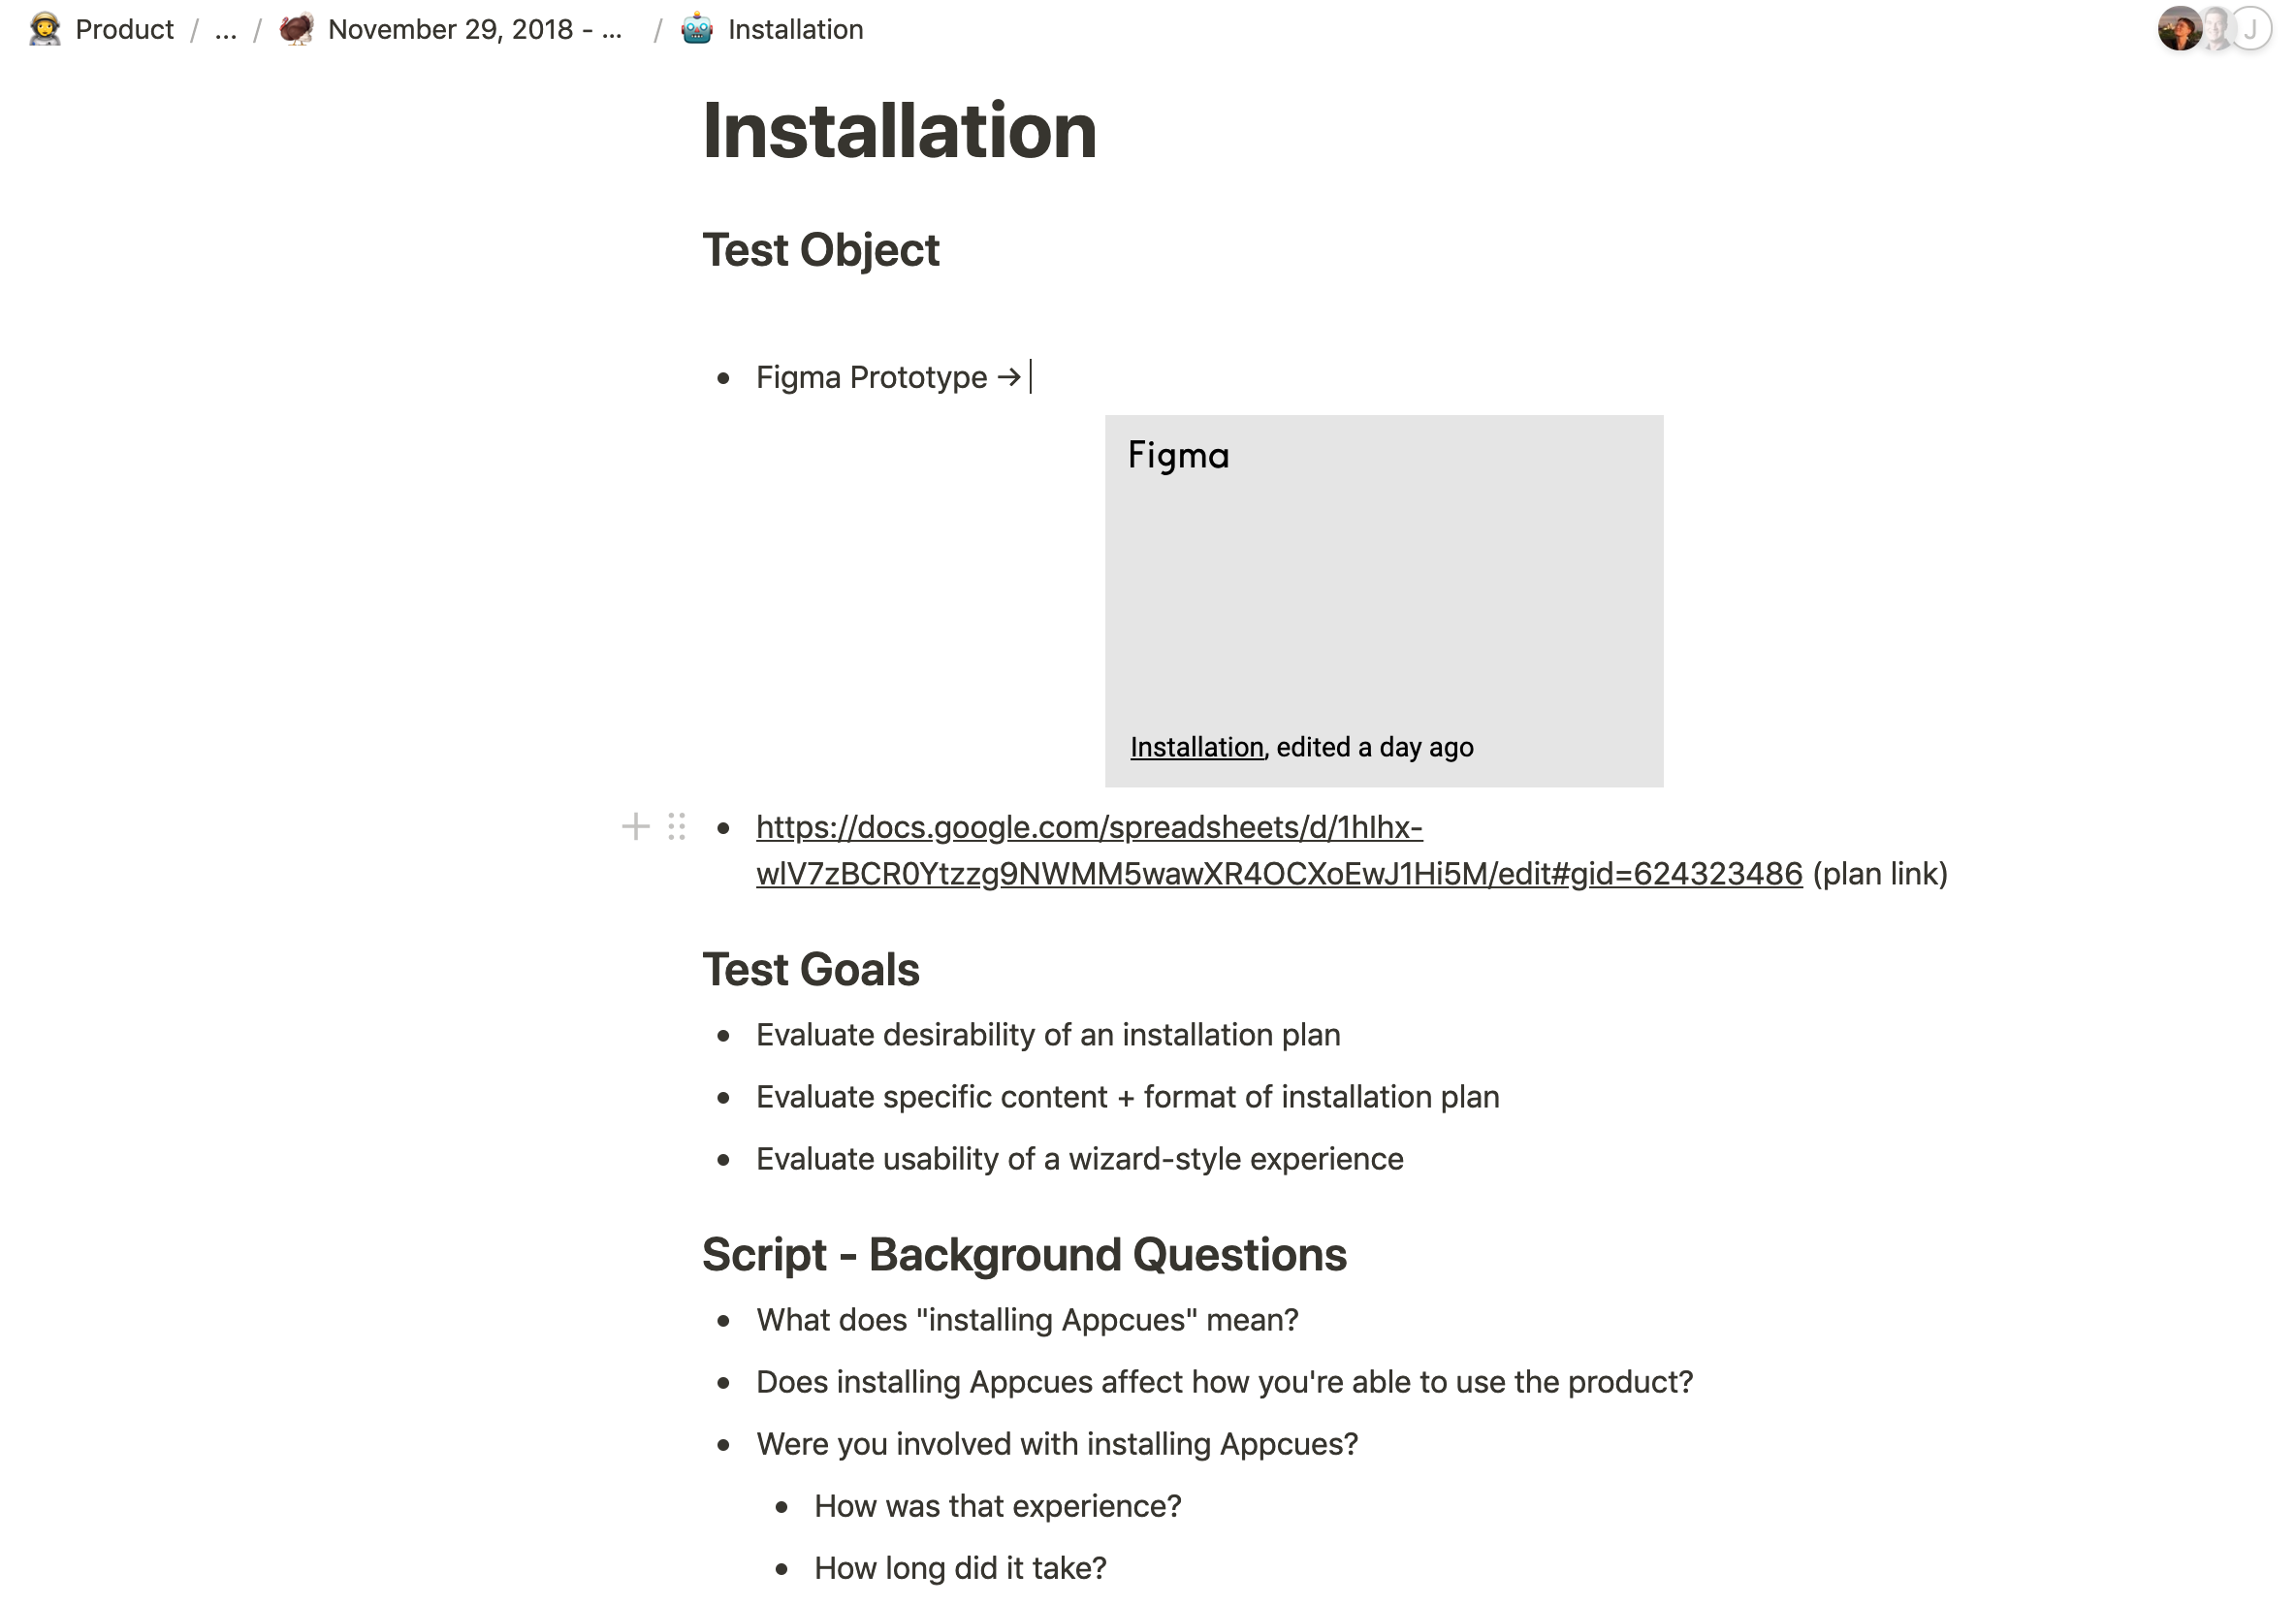 Product / ... / November 29, 2018 - ... / Installation
J
Installation
Test Object
• Figma Prototype →
Figma
Installation, edited a day ago
• https://docs.google.com/spreadsheets/d/1hIhx-
wlV7zBCR0Ytzzg9NWMM5wawXR4OCXoEwJ1Hi5M/edit#gid=624323486 (plan link)
Test Goals
• Evaluate desirability of an installation plan
• Evaluate specific content + format of installation plan
• Evaluate usability of a wizard-style experience
Script - Background Questions
• What does "installing Appcues" mean?
• Does installing Appcues affect how you're able to use the product?
• Were you involved with installing Appcues?
• How was that experience?
• How long did it take?